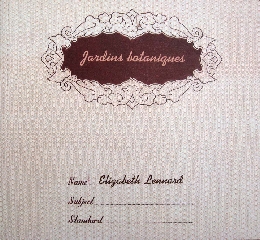 Jardins botaniques
Name Elizabeth Lennard
Subject
Standard